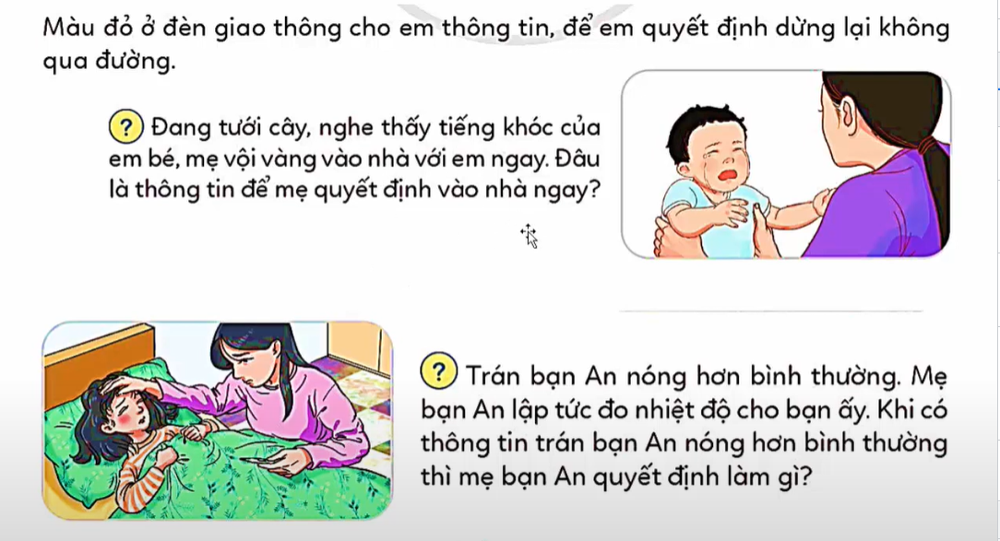 Màu đỏ ở đèn giao thông cho em thông tin, để em quyết định dừng lại không
qua đường.
? Đang tưới cây, nghe thấy tiếng khóc của
em bé, mẹ vội vàng vào nhà với em ngay. Đâu
là thông tin để mẹ quyết định vào nhà ngay?
? Trán bạn An nóng hơn bình thường. Mẹ
bạn An lập tức đo nhiệt độ cho bạn ấy. Khi có
thông tin trán bạn An nóng hơn bình thường
thì mẹ bạn An quyết định làm gì?